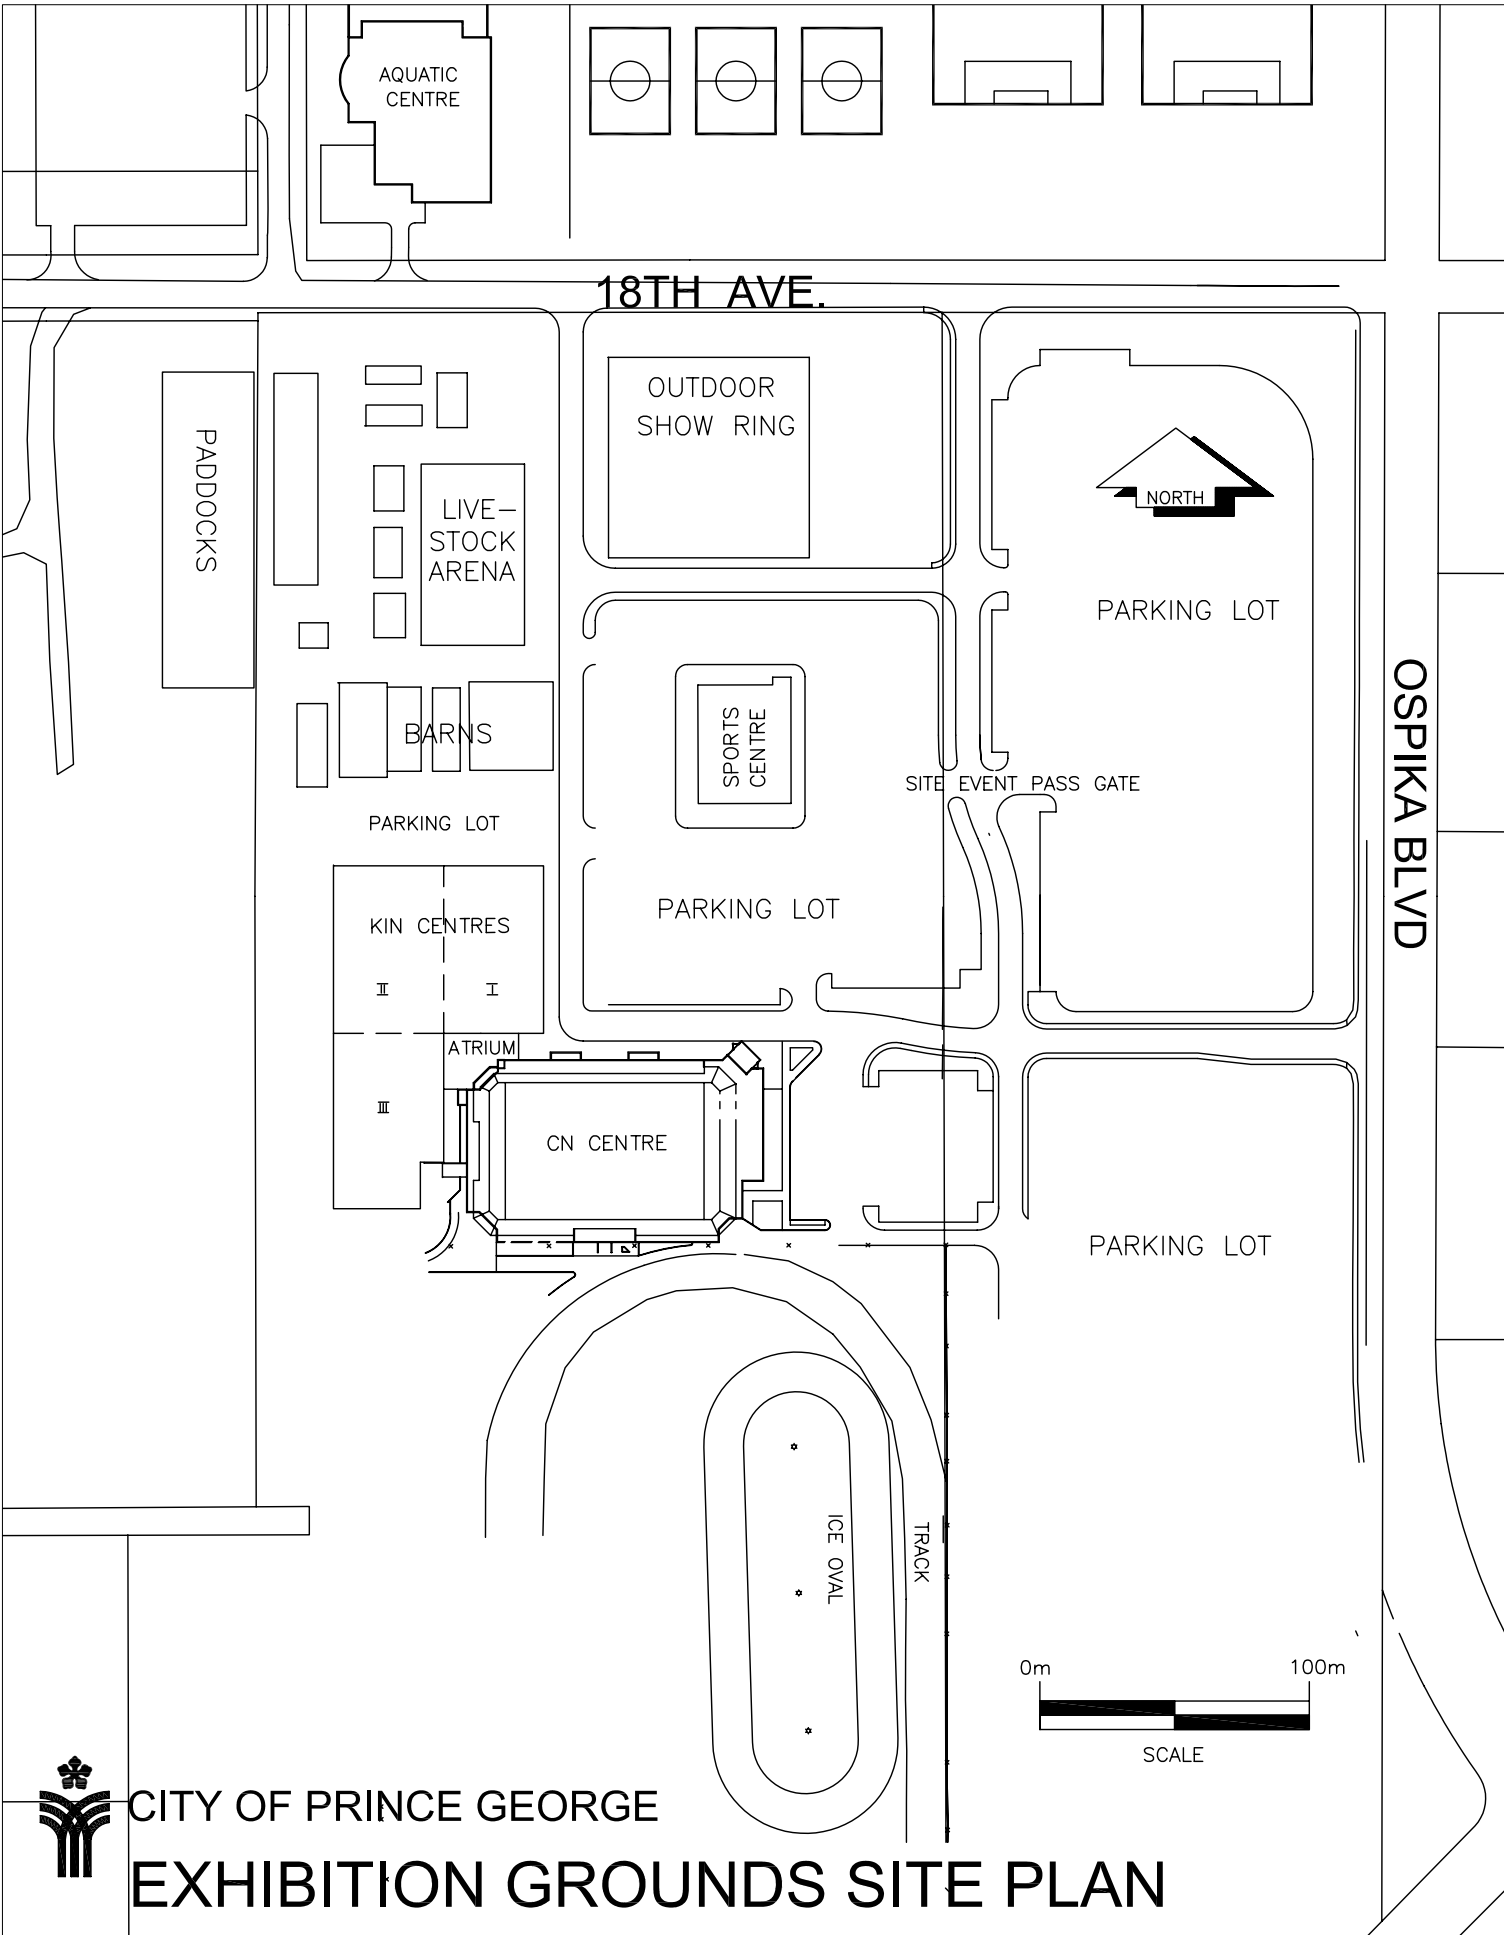 AQUATIC
CENTRE
18TH AVE.
OUTDOOR
SHOW RING
PADDOCKS
LIVE-
STOCK
ARENA
NORTH
PARKING LOT
OSPIKA BLVD
BARNS
SPORTS
CENTRE
SITE EVENT PASS GATE
PARKING LOT
PARKING LOT
KIN CENTRES
II
I
ATRIUM
III
CN CENTRE
PARKING LOT
ICE OVAL
TRACK
0m
100m
SCALE
CITY OF PRINCE GEORGE
EXHIBITION GROUNDS SITE PLAN